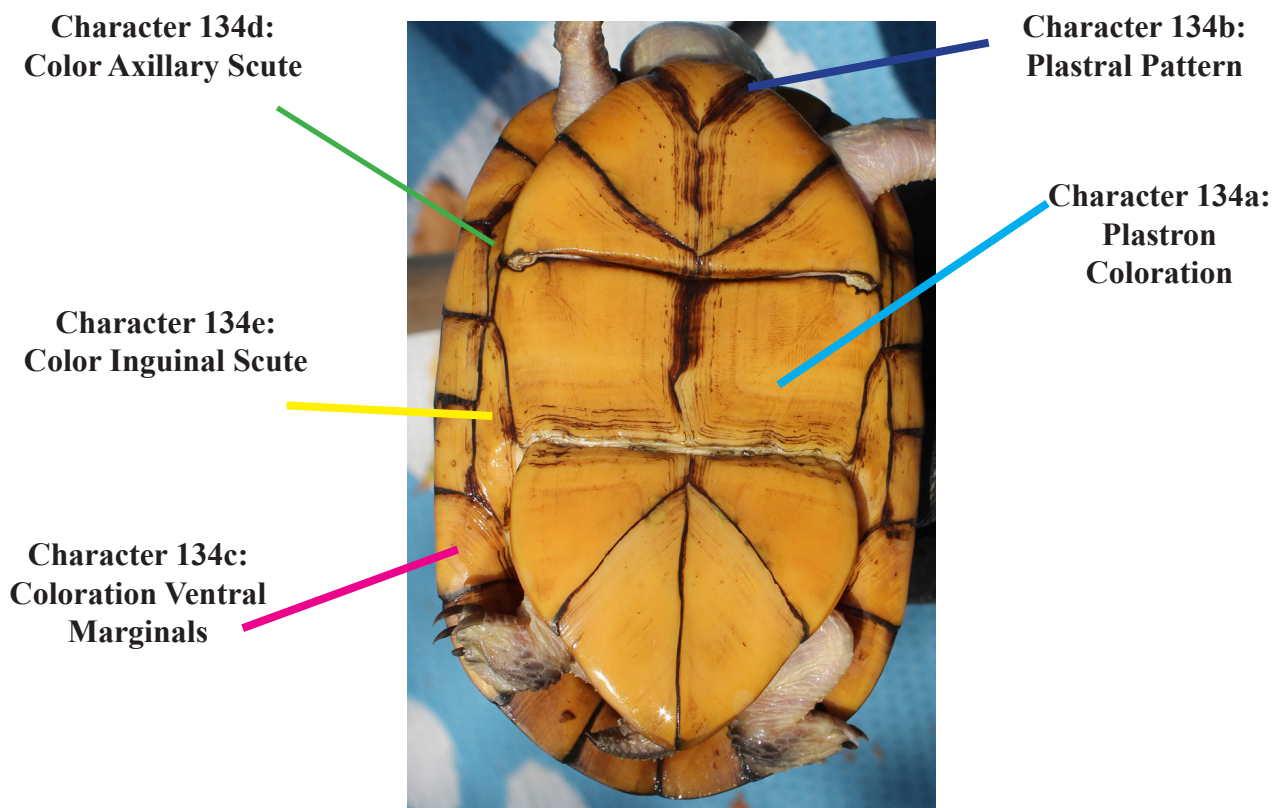 Character 134d:
Color Axillary Scute
Character 134b:
Plastral Pattern
Character 134a:
Plastron
Coloration
Character 134e:
Color Inguinal Scute
Character 134c:
Coloration Ventral
Marginals